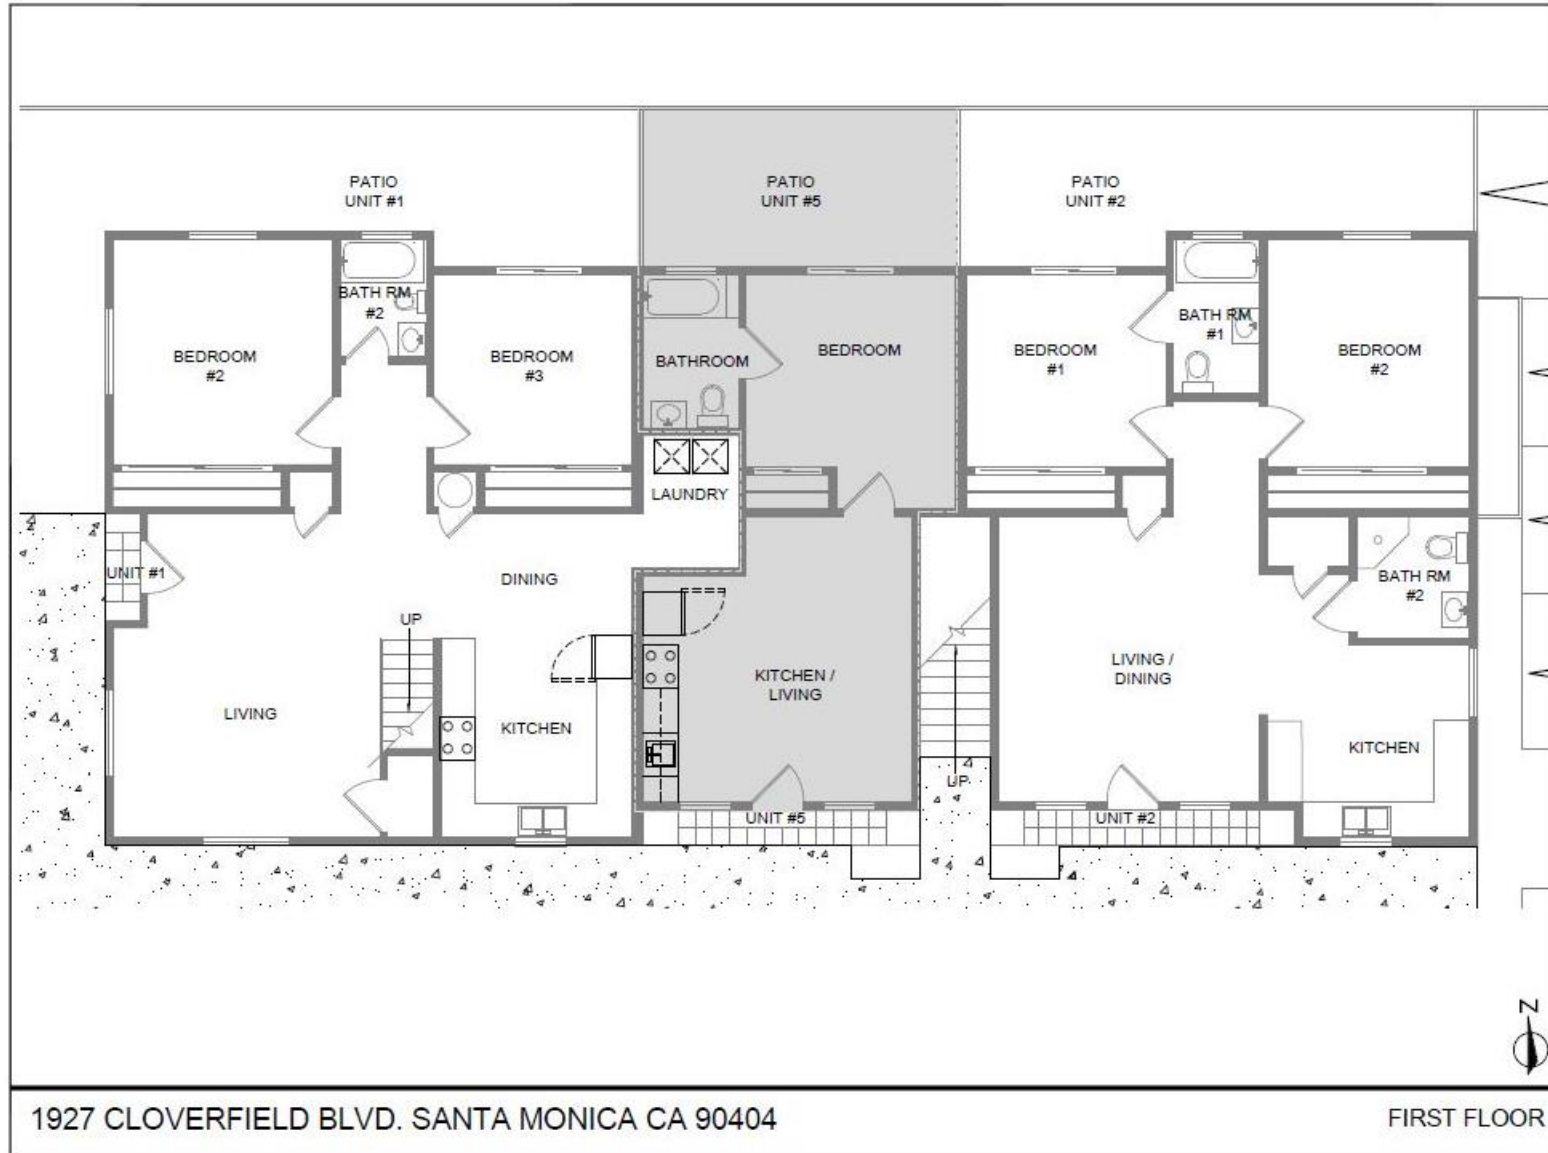 PATIO
UNIT #1
PATIO
UNIT #5
PATIO
UNIT #2
BATH RM
#2
BEDROOM
#2
BEDROOM
#3
BATHROOM
BEDROOM
BEDROOM
#1
BATH RM
#1
BEDROOM
#2
LAUNDRY
UNIT #1
DINING
UP
LIVING
KITCHEN
KITCHEN /
LIVING
UP
LIVING /
DINING
BATH RM
#2
KITCHEN
UNIT #5
UNIT #2
Z
1927 CLOVERFIELD BLVD. SANTA MONICA CA 90404
FIRST FLOOR